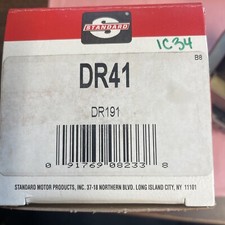 STANDARD
1C34
B8
DR41
DR191
0 91769 08233 8
STANDARD MOTOR PRODUCTS, INC. 37-18 NORTHERN BLVD. LONG ISLAND CITY, NY 11101